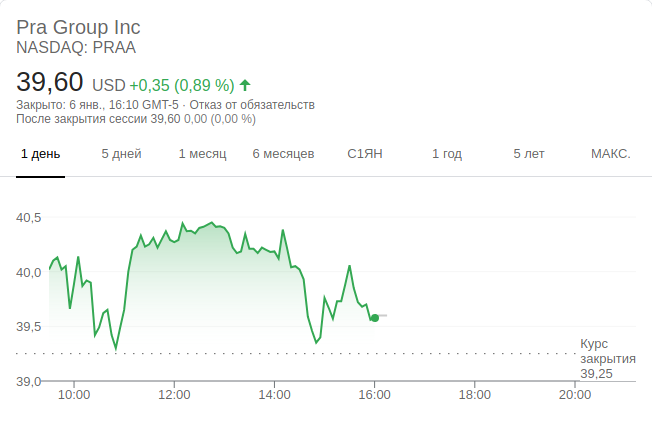 Pra Group Inc
NASDAQ: PRAA
39,60 USD +0,35 (0,89 %) ↑
Закрыто: 6 янв., 16:10 GMT-5 · Отказ от обязательств
После закрытия сессии 39,60 0,00 (0,00 %)
1 день 5 дней 1 месяц 6 месяцев С1ЯН 1 год 5 лет МАКС.
40,5
40,0
39,5
Курс
закрытия
39,25
39,0
10:00 12:00 14:00 16:00 18:00 20:00